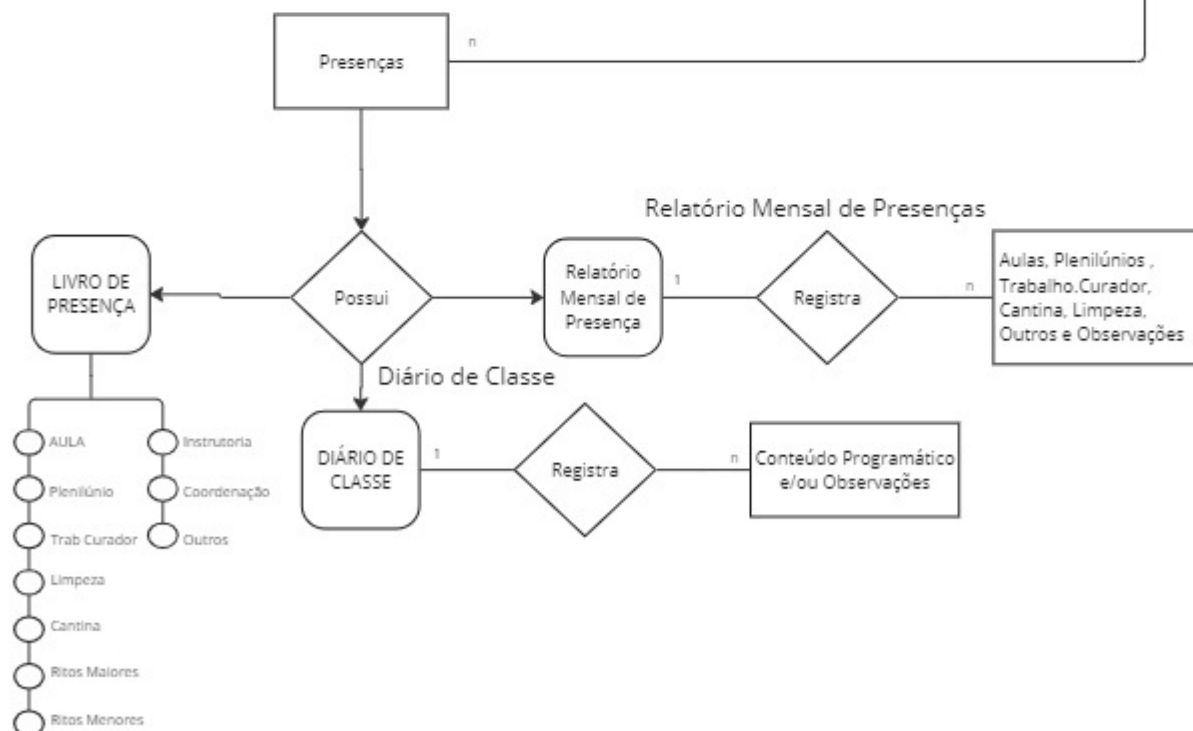 Presenças
n
Relatório Mensal de Presenças
LIVRO DE
PRESENÇA
Possui
Relatório
Mensal de
Presença
1
Registra
n
Aulas, Plenilúnios ,
Trabalho.Curador,
Cantina, Limpeza,
Outros e Observações
Diário de Classe
DIÁRIO DE
CLASSE
1
Registra
n
Conteúdo Programático
e/ou Observações
AULA
Plenilúnio
Trab Curador
Limpeza
Cantina
Ritos Maiores
Ritos Menores
Instrutoria
Coordenação
Outros